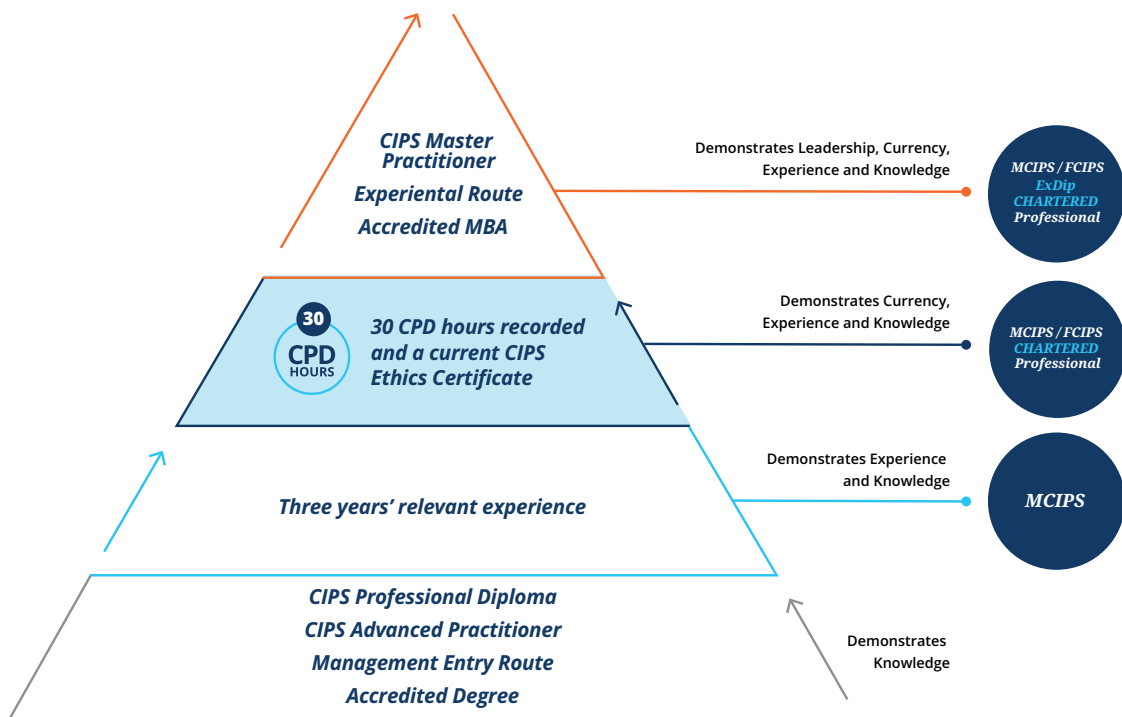 CIPS Master
Practitioner
Experiental Route
Accredited MBA
Demonstrates Leadership, Currency,
Experience and Knowledge
MCIPS / FCIPS
ExDip
CHARTERED
Professional
30
CPD
HOURS
30 CPD hours recorded
and a current CIPS
Ethics Certificate
Demonstrates Currency,
Experience and Knowledge
MCIPS / FCIPS
CHARTERED
Professional
Three years’ relevant experience
Demonstrates Experience
and Knowledge
MCIPS
CIPS Professional Diploma
CIPS Advanced Practitioner
Management Entry Route
Accredited Degree
Demonstrates
Knowledge